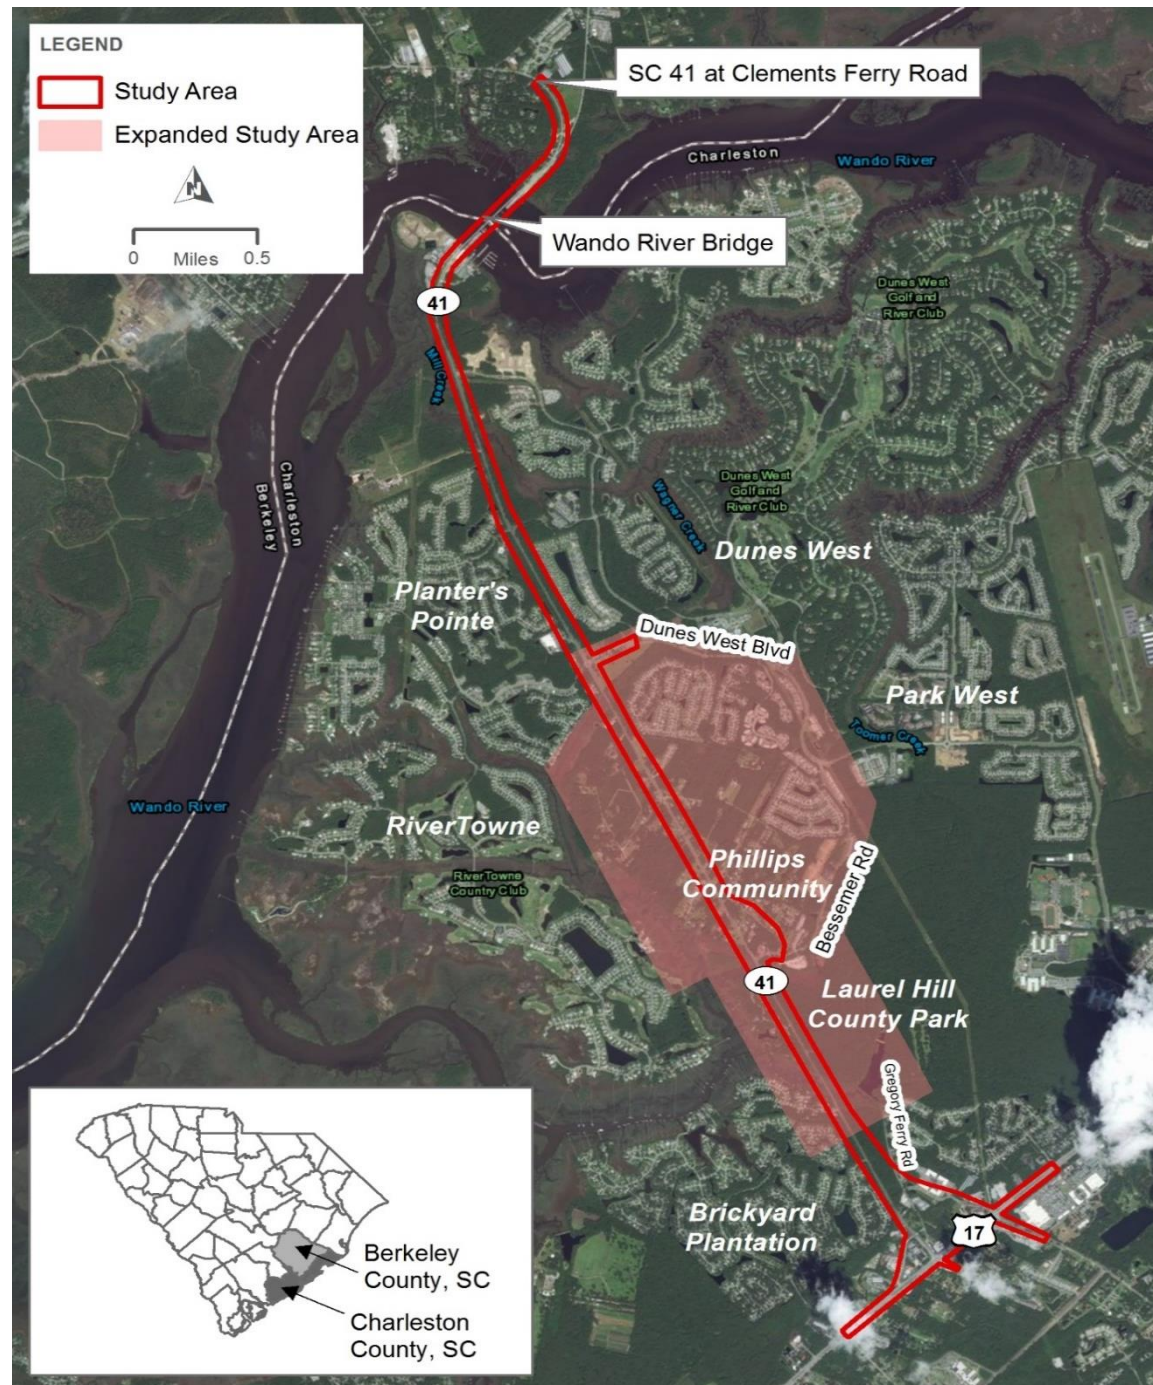 LEGEND
Study Area
Expanded Study Area
N
0 Miles 0.5
SC 41 at Clements Ferry Road
Charleston
Wando River
Wando River Bridge
41
Mill Creek
Dunes West
Golf and
River Club
Charleston
Berkeley
Dunes West
Golf and
River Club
Wagner Creek
Dunes West
Planter's
Pointe
Dunes West Blvd
Park West
Toomer Creek
Wando River
RiverTowne
RiverTowne
Country Club
Phillips
Community
Bessemer Rd
41
Laurel Hill
County Park
Gregory Ferry Rd
Brickyard
Plantation
17
Berkeley
County, SC
Charleston
County, SC